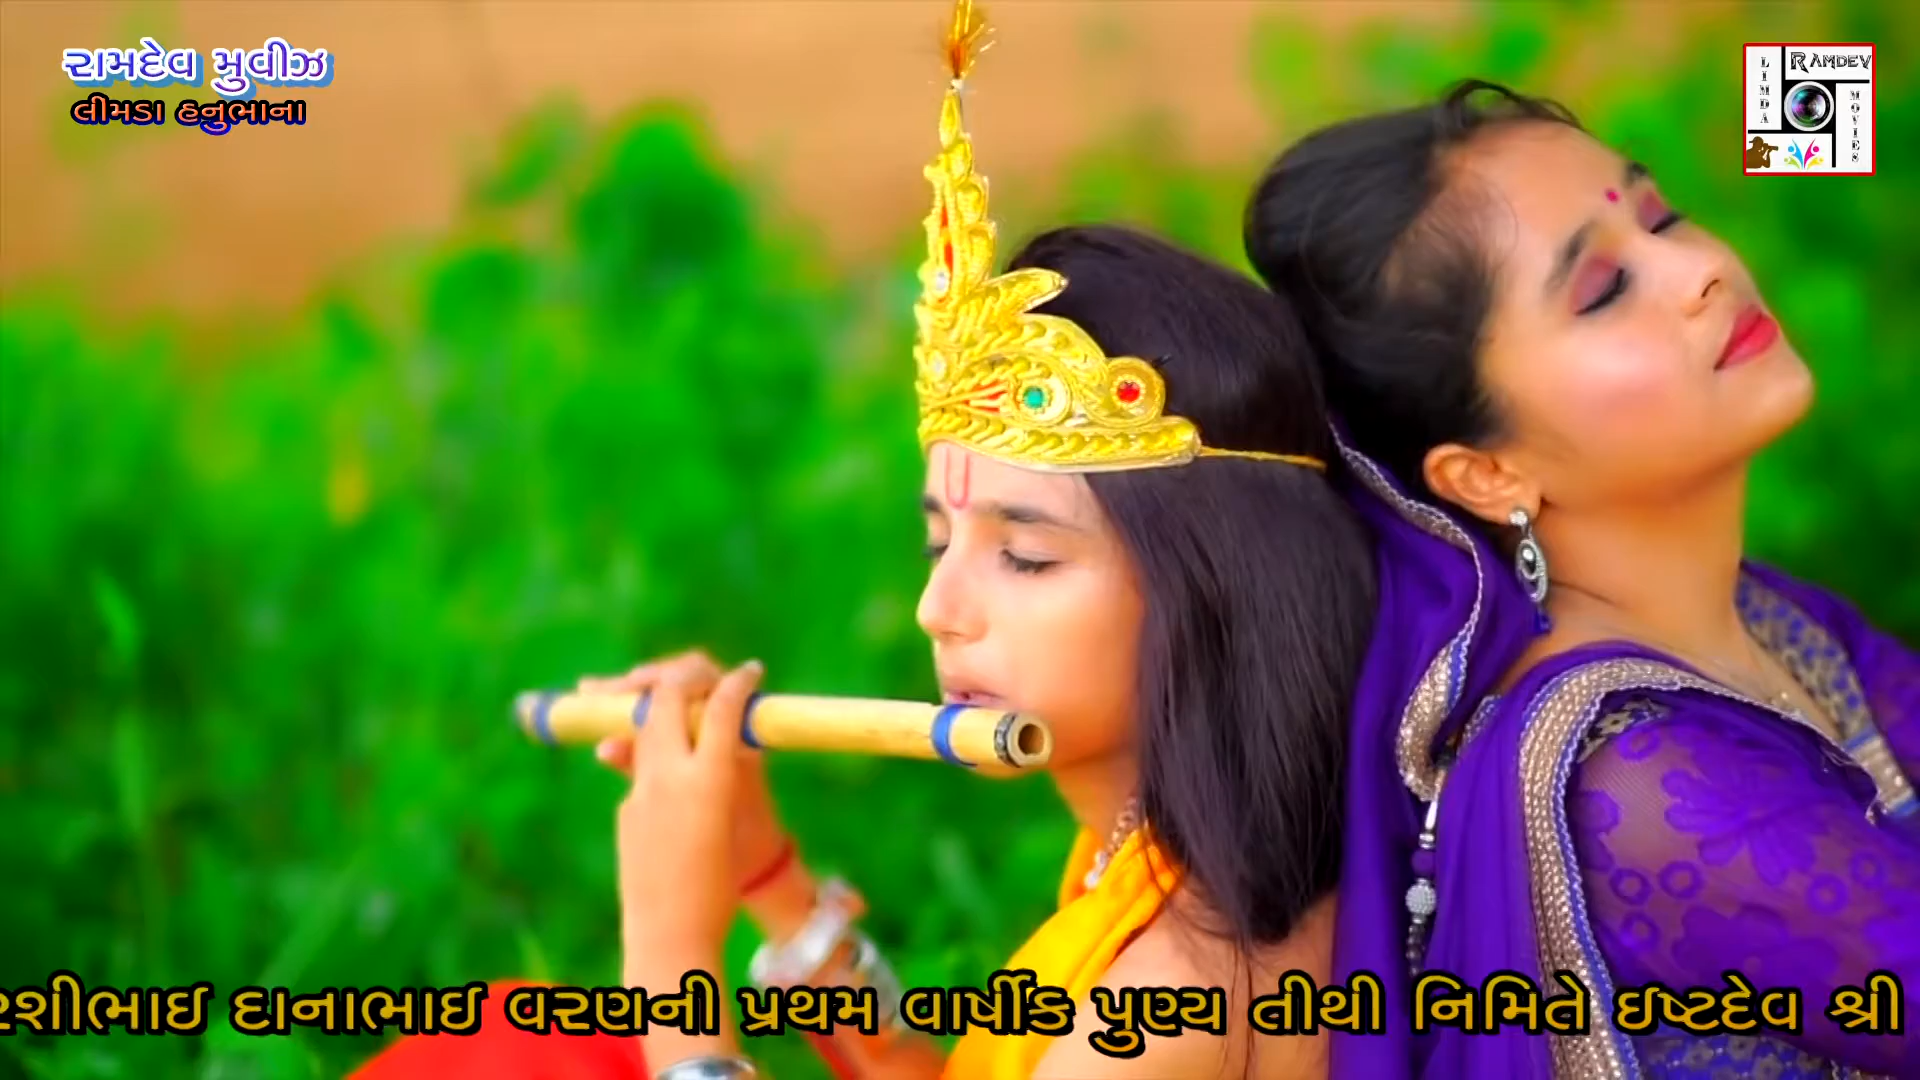 રામદેવ મુવીઝ
લીમડા હનુભાના
RAMDEV
LIMDA
MOVIES
શીભાઇ દાનાભાઇ વરણની પ્રથમ વાર્ષીક પુણ્ય તીથી નિમિતે ઇષ્ટદેવ શ્રી